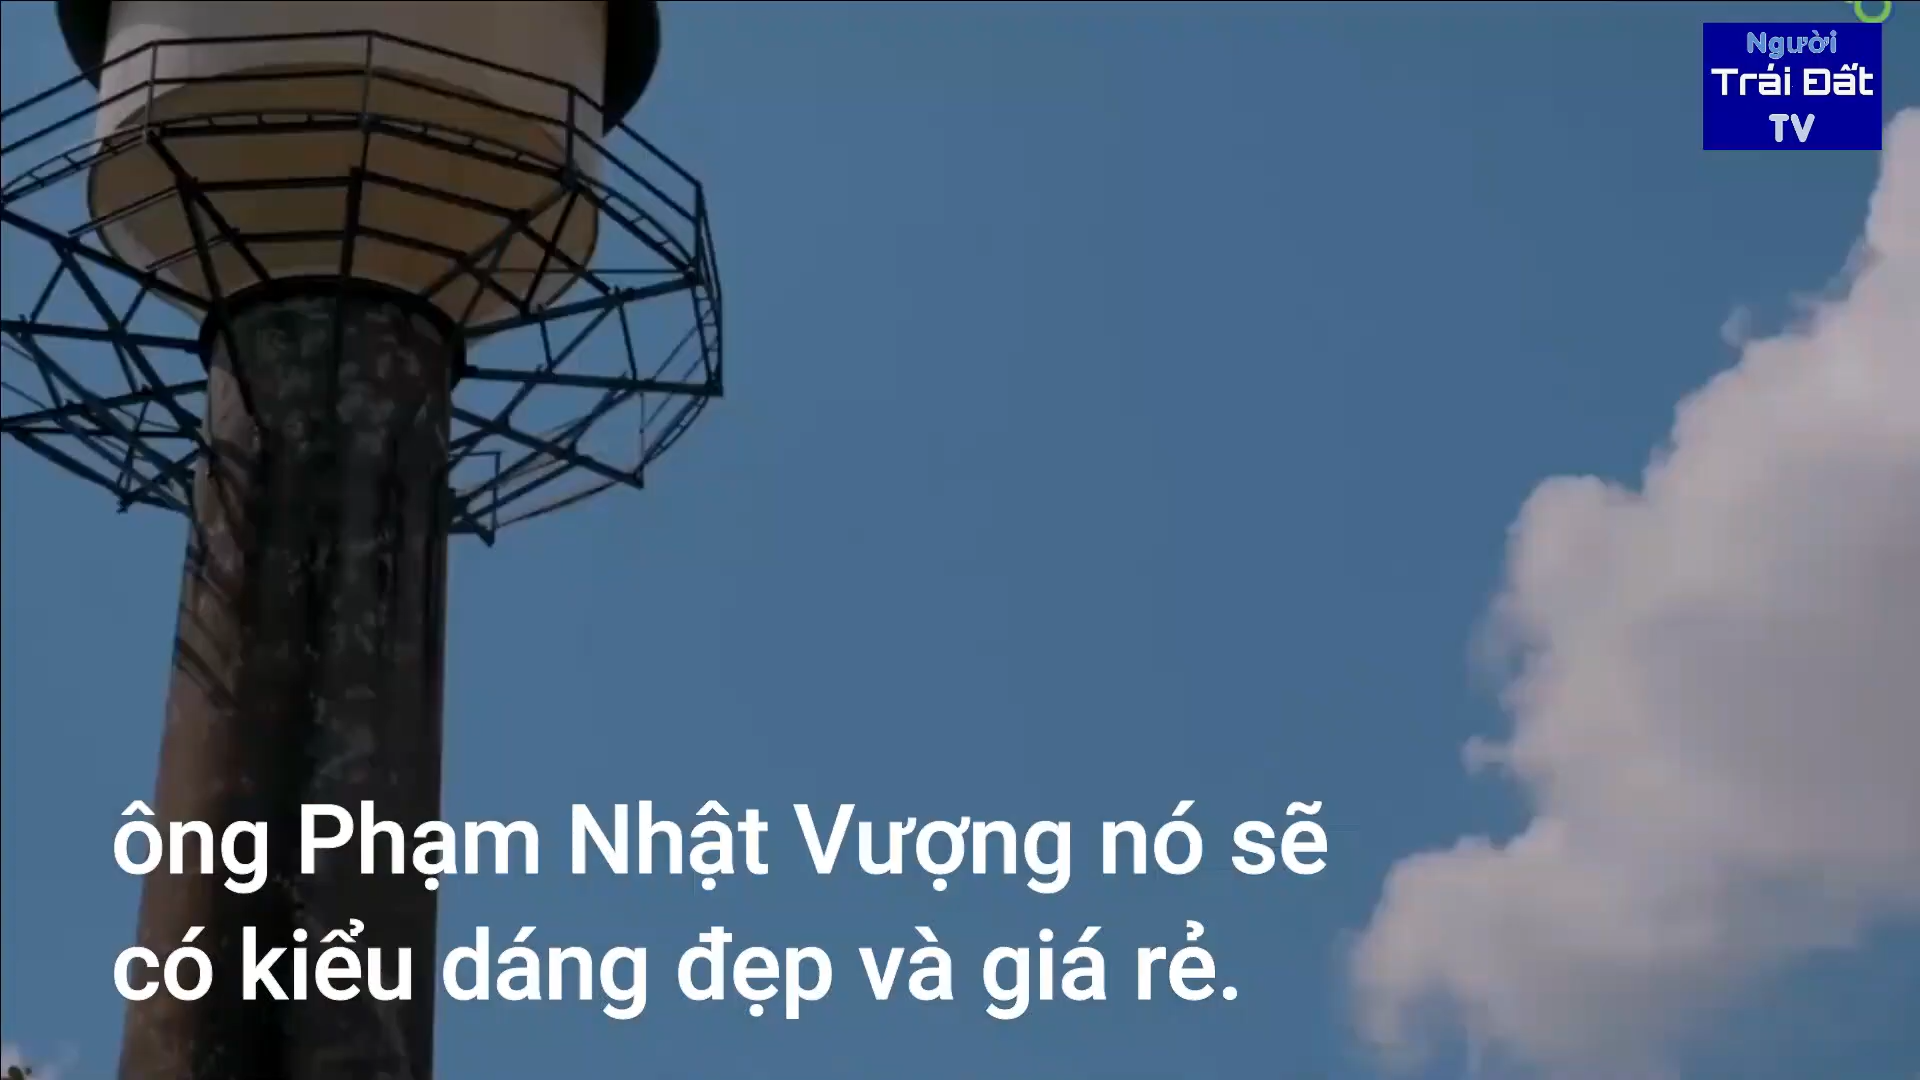 Người
Trái Đất
TV
ông Phạm Nhật Vượng nó sẽ
có kiểu dáng đẹp và giá rẻ.